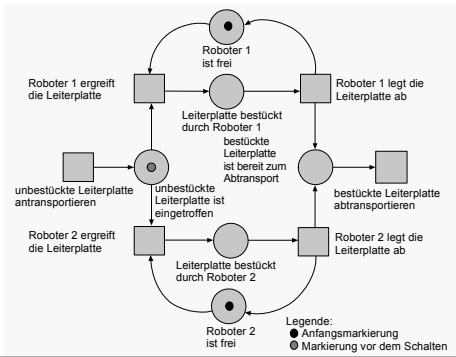 Roboter 1
ist frei
Roboter 1 ergreift
die Leiterplatte
Roboter 1 legt die
Leiterplatte ab
Leiterplatte bestückt
durch Roboter 1
bestückte
Leiterplatte
ist bereit zum
Abtransport
unbestückte Leiterplatte
antransportieren
unbestückte
Leiterplatte ist
eingetroffen
bestückte Leiterplatte
abtransportieren
Roboter 2 ergreift
die Leiterplatte
Roboter 2 legt die
Leiterplatte ab
Leiterplatte bestückt
durch Roboter 2
Roboter 2
ist frei
Legende:
Anfangsmarkierung
Markierung vor dem Schalten